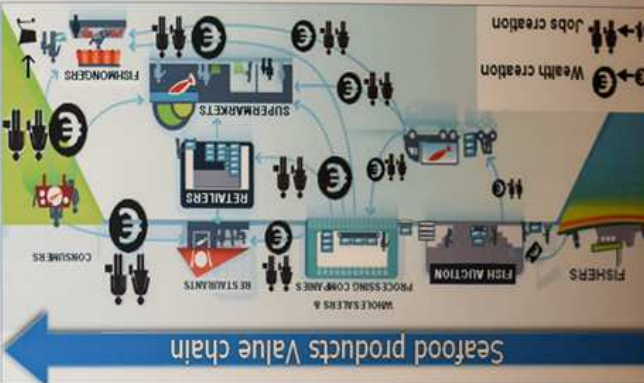 Seafood products Value chain
WHOLESALERS &
PROCESSING COMPANIES
RESTAURANTS
FISHERS
FISH AUCTION
CONSUMERS
RETAILERS
SUPERMARKETS
FISHMONGERS
Wealth creation
Jobs creation